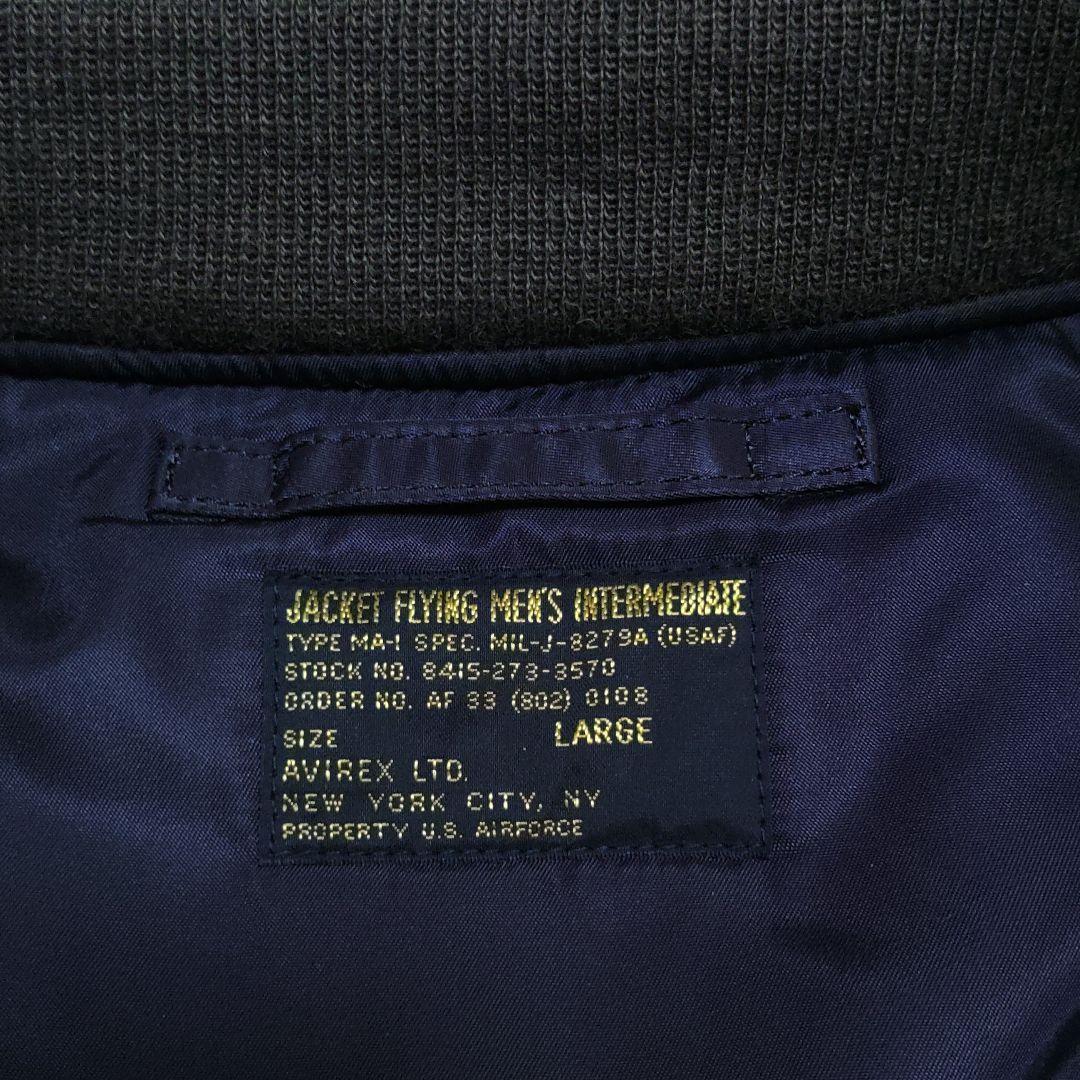 JACKET FLYING MEN'S INTERMEDIATE
TYPE MA-1 SPEC. MIL-J-8279A (USAF)
STOCK NO. 8415-273-3570
ORDER NO. AF 33 (802) 0108
SIZE LARGE
AVIREX LTD.
NEW YORK CITY, NY
PROPERTY U.S. AIRFORCE